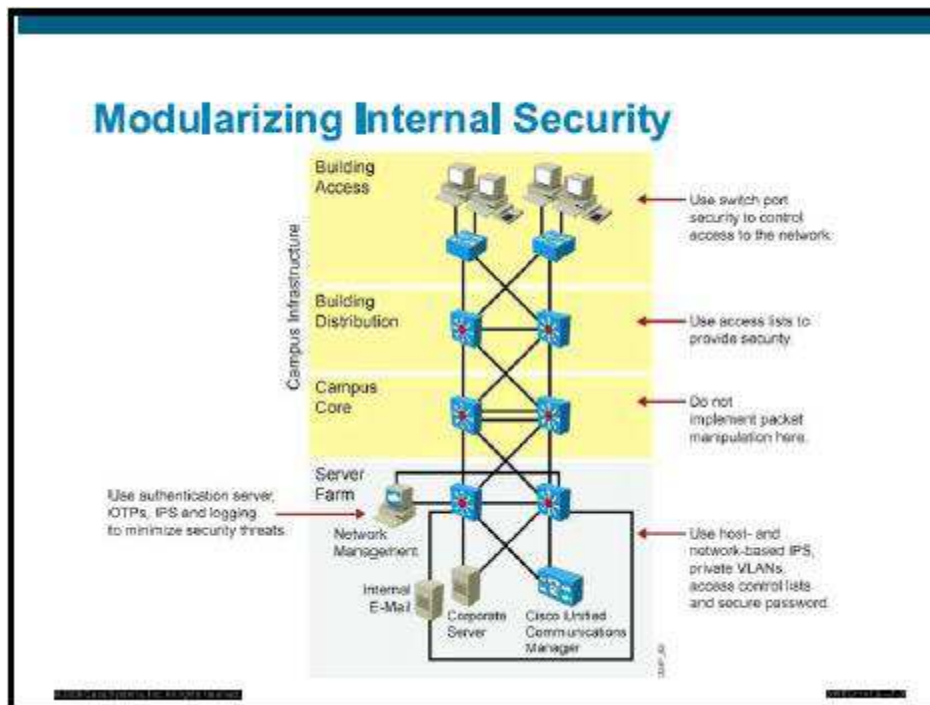 Modularizing Internal Security
Building
Access
Use switch port
security to control
access to the network.
Campus Infrastructure
Building
Distribution
Use access lists to
provide security.
Campus
Core
Do not
implement packet
manipulation here.
Server
Farm
Use authentication server,
OTPs, IPS and logging
to minimize security threats.
Network
Management
Use host- and
network-based IPS,
private VLANs,
access control lists
and secure password.
Internal
E-Mail
Corporate
Server
Cisco Unified
Communications
Manager